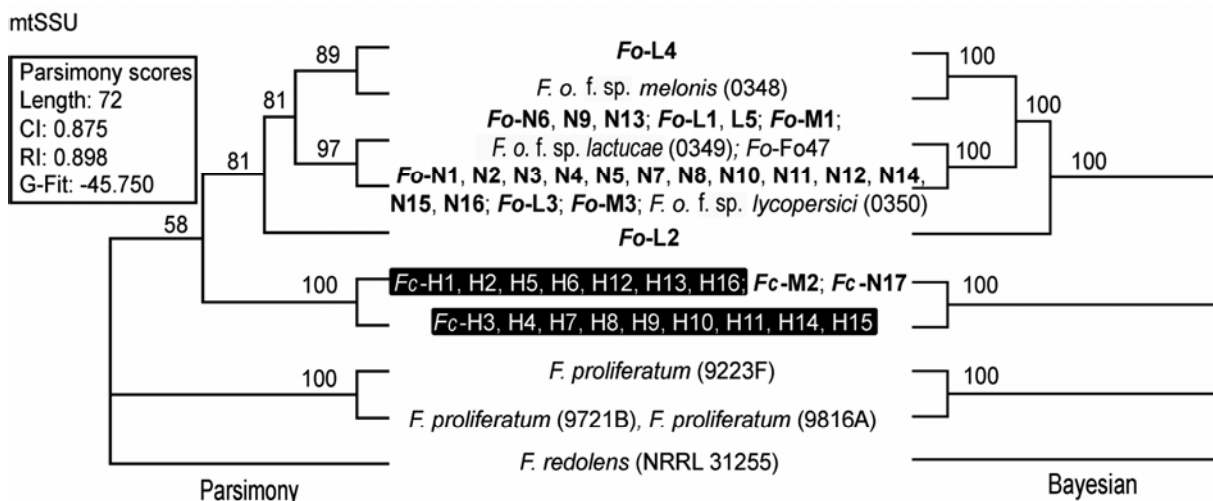 mtSSU
Parsimony scores
Length: 72
CI: 0.875
RI: 0.898
G-Fit: -45.750
89
Fo-L4
100
F. o. f. sp. melonis (0348)
81
100
Fo-N6, N9, N13; Fo-L1, L5; Fo-M1;
97
F. o. f. sp. lactucae (0349); Fo-Fo47
100
81
100
Fo-N1, N2, N3, N4, N5, N7, N8, N10, N11, N12, N14,
N15, N16; Fo-L3; Fo-M3; F. o. f. sp. lycopersici (0350)
58
Fo-L2
100
Fc-H1, H2, H5, H6, H12, H13, H16; Fc-M2; Fc-N17
100
Fc-H3, H4, H7, H8, H9, H10, H11, H14, H15
100
F. proliferatum (9223F)
100
F. proliferatum (9721B), F. proliferatum (9816A)
F. redolens (NRRL 31255)
Parsimony
Bayesian